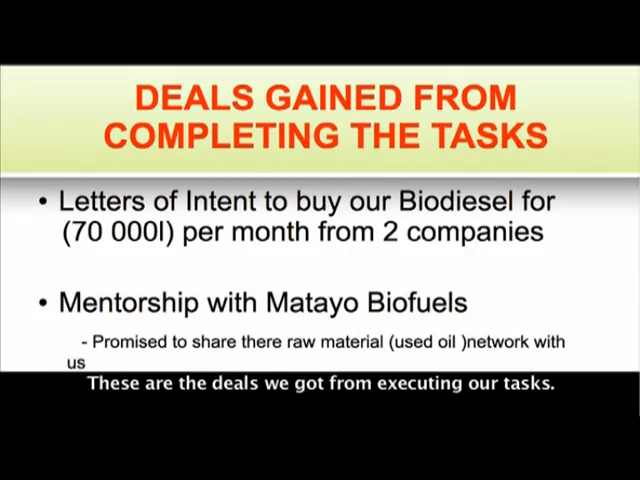 DEALS GAINED FROM
COMPLETING THE TASKS
• Letters of Intent to buy our Biodiesel for
(70 000l) per month from 2 companies
• Mentorship with Matayo Biofuels
- Promised to share there raw material (used oil )network with
us
These are the deals we got from executing our tasks.